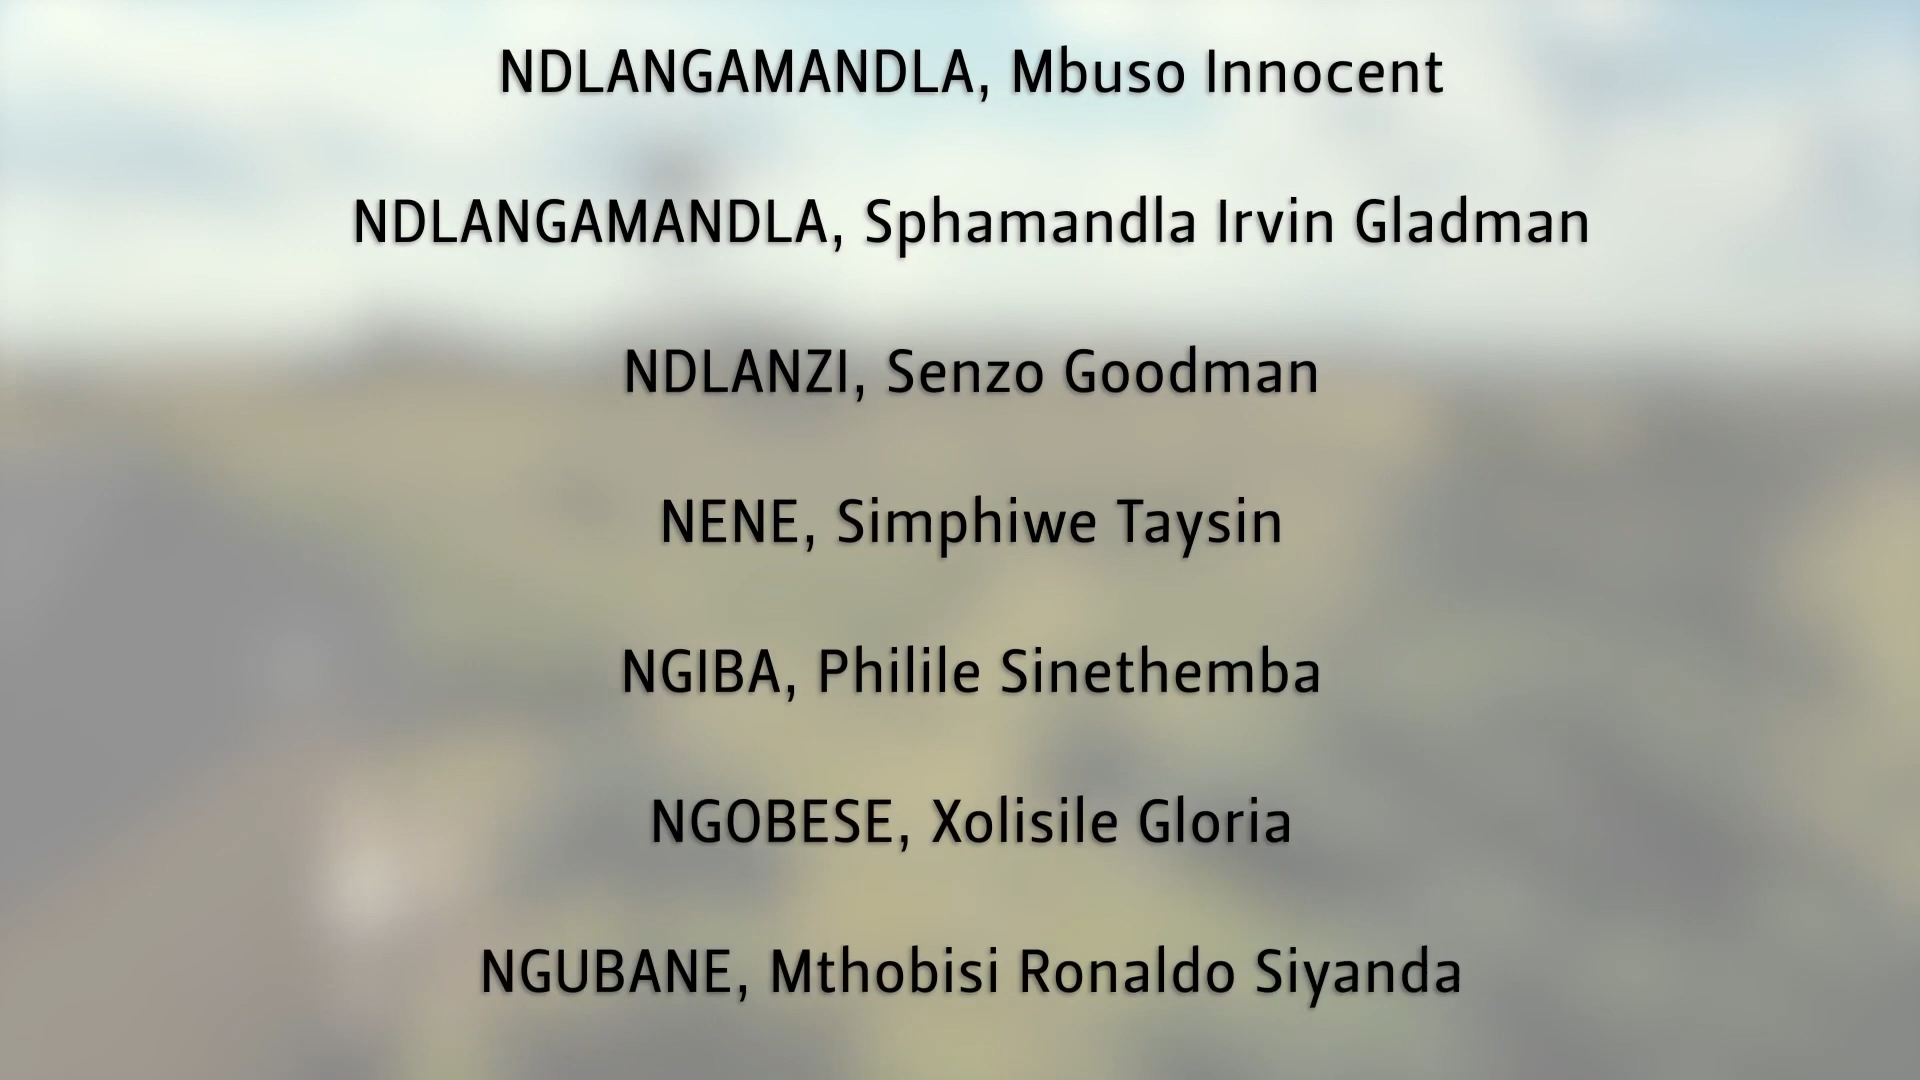 NDLANGAMANDLA, Mbuso Innocent
NDLANGAMANDLA, Sphamandla Irvin Gladman
NDLANZI, Senzo Goodman
NENE, Simphiwe Taysin
NGIBA, Philile Sinethemba
NGOBESE, Xolisile Gloria
NGUBANE, Mthobisi Ronaldo Siyanda